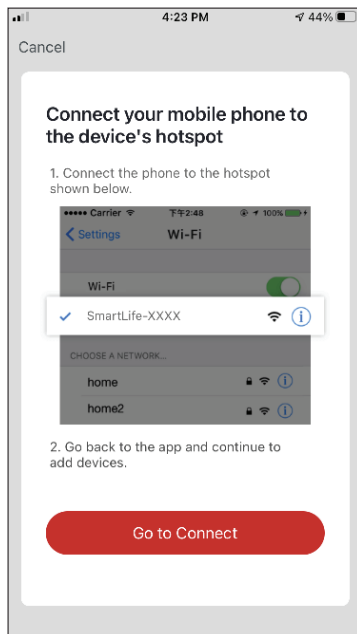 4:23 PM 44%
Cancel
Connect your mobile phone to
the device's hotspot
1. Connect the phone to the hotspot
shown below.
Carrier 下午2:48 100%
Settings Wi-Fi
Wi-Fi
SmartLife-XXXX
CHOOSE A NETWORK...
home
home2
2. Go back to the app and continue to
add devices.
Go to Connect